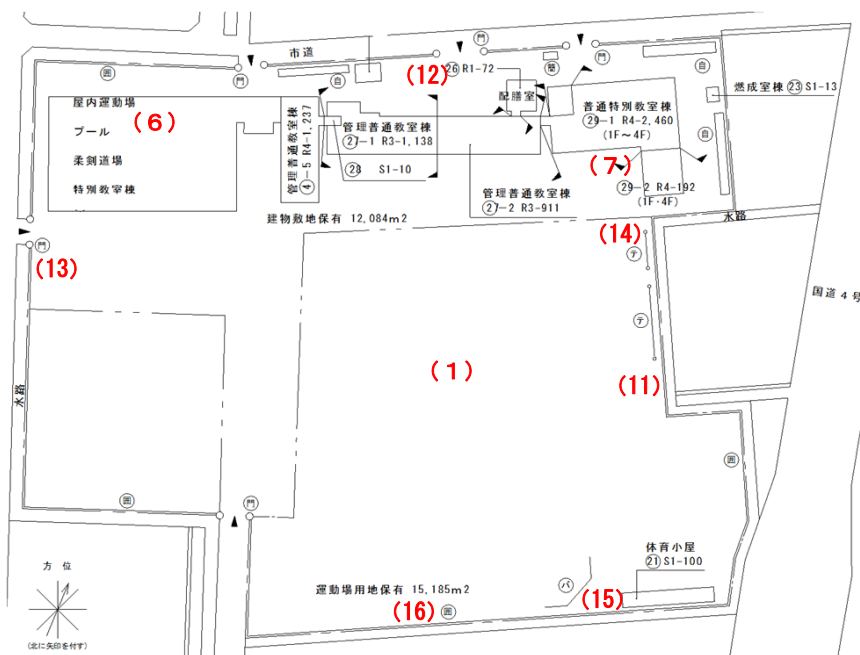 市道
門
門
門
囲
門
自
(12)
㉖ R1-72
簡
自
燃成室棟 ㉓ S1-13
配膳室
屋内運動場
(6)
プール
柔剣道場
特別教室棟
管理普通教室棟
④-5 R4-1,237
管理普通教室棟
㉗-1 R3-1,138
㉘ S1-10
普通特別教室棟
㉙-1 R4-2,460
(1F~4F)
自
(7)
㉙-2 R4-192
(1F・4F)
管理普通教室棟
㉗-2 R3-911
建物敷地保有 12,084m2
水路
(14)
門
(13)
テ
国道4号
テ
(1)
(11)
水路
囲
囲
門
体育小屋
㉑ S1-100
方位
(北に矢印を付す)
運動場用地保有 15,185m2
パ
(15)
(16)
囲